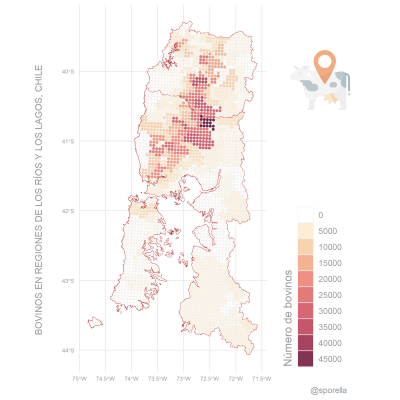 BOVINOS EN REGIONES DE LOS RÍOS Y LOS LAGOS, CHILE
40°S
41°S
42°S
43°S
44°S
75°W
74.5°W
74°W
73.5°W
73°W
72.5°W
72°W
71.5°W
Número de bovinos
0
5000
10000
15000
20000
25000
30000
35000
40000
45000
@sporella